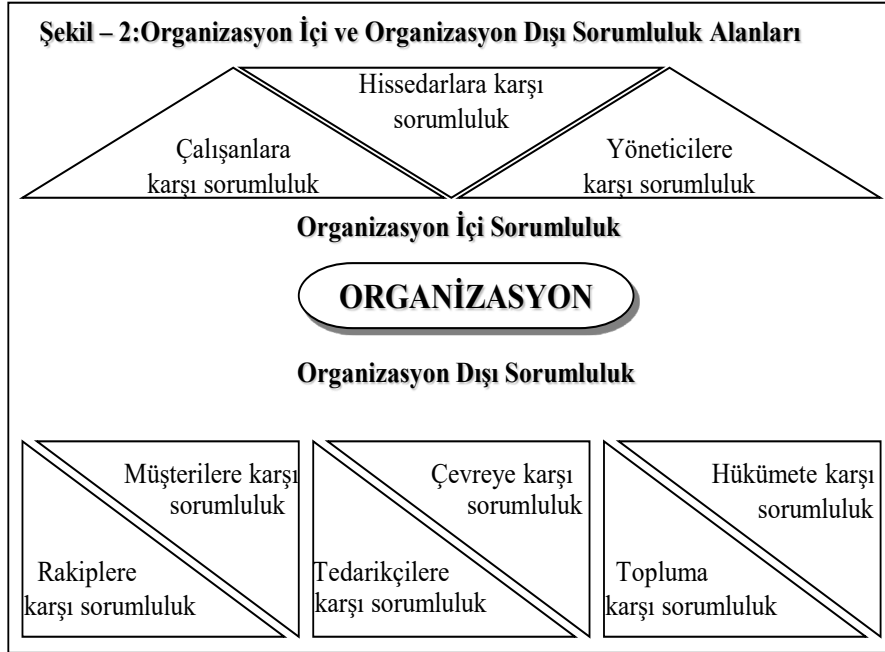 Şekil – 2:Organizasyon İçi ve Organizasyon Dışı Sorumluluk Alanları
Hissedarlara karşı
sorumluluk
Çalışanlara
karşı sorumluluk
Yöneticilere
karşı sorumluluk
Organizasyon İçi Sorumluluk
ORGANİZASYON
Organizasyon Dışı Sorumluluk
Müşterilere karşı
sorumluluk
Rakiplere
karşı sorumluluk
Çevreye karşı
sorumluluk
Tedarikçilere
karşı sorumluluk
Hükümete karşı
sorumluluk
Topluma
karşı sorumluluk